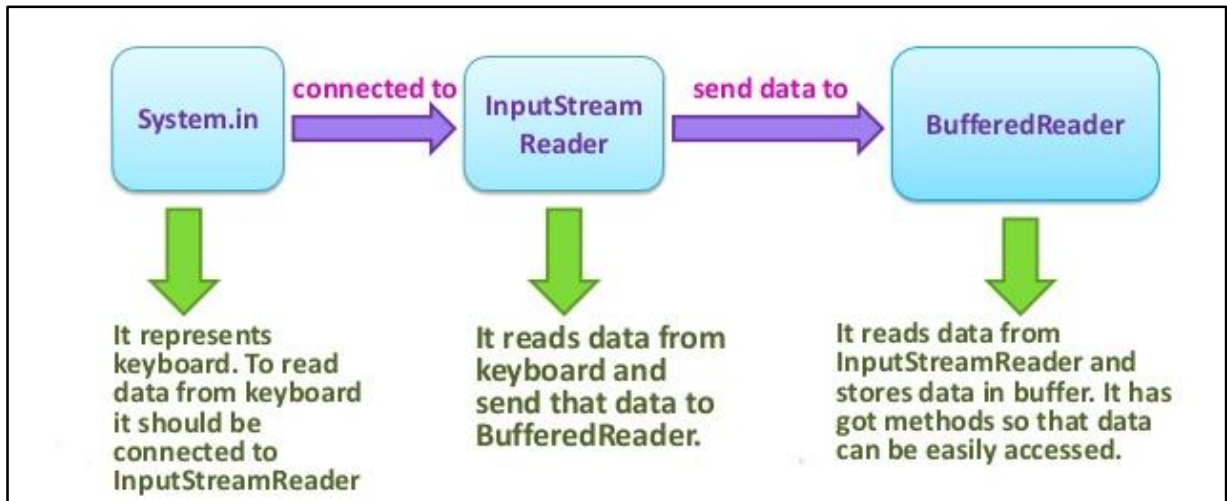 System.in
connected to
InputStream
Reader
send data to
BufferedReader
It represents
keyboard. To read
data from keyboard
it should be
connected to
InputStreamReader
It reads data from
keyboard and
send that data to
BufferedReader.
It reads data from
InputStreamReader and
stores data in buffer. It has
got methods so that data
can be easily accessed.